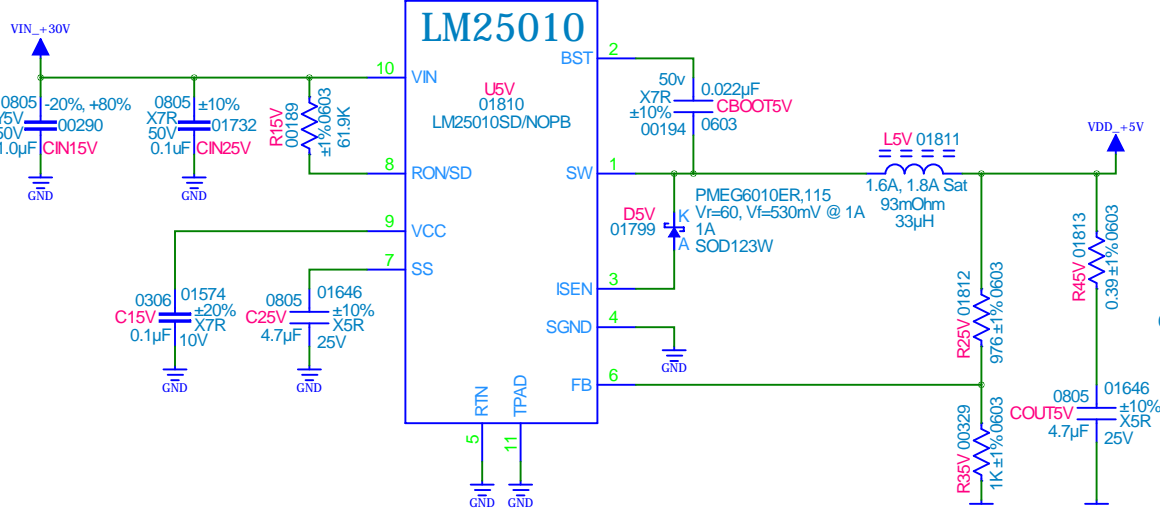 VIN_+30V
0805
-20%, +80%
Y5V
50V
00290
1.0µF
CIN15V
GND
0805
±10%
X7R
50V
01732
0.1uF
CIN25V
GND
R15V
00189
±1% 0603
61.9K
LM25010
U5V
01810
LM25010SD/NOPB
10
VIN
8
RON/SD
9
VCC
7
SS
BST
2
SW
1
ISEN
3
SGND
4
FB
6
RTN
5
TPAD
11
GND
GND
0306
01574
C15V
±20%
X7R
0.1µF
10V
GND
0805
01646
C25V
±10%
X5R
4.7µF
25V
GND
50v
0.022µF
X7R
CBOOT5V
±10%
00194
0603
D5V
01799
K
A
PMEG6010ER,115
Vr=60, Vf=530mV @ 1A
1A
SOD123W
GND
L5V 01811
1.6A, 1.8A Sat
93mOhm
33µH
VDD_+5V
R25V 01812
976 ±1% 0603
R35V 00329
1K ±1% 0603
R45V 01813
0.39 ±1% 0603
0805
01646
COUT5V
±10%
X5R
4.7µF
25V